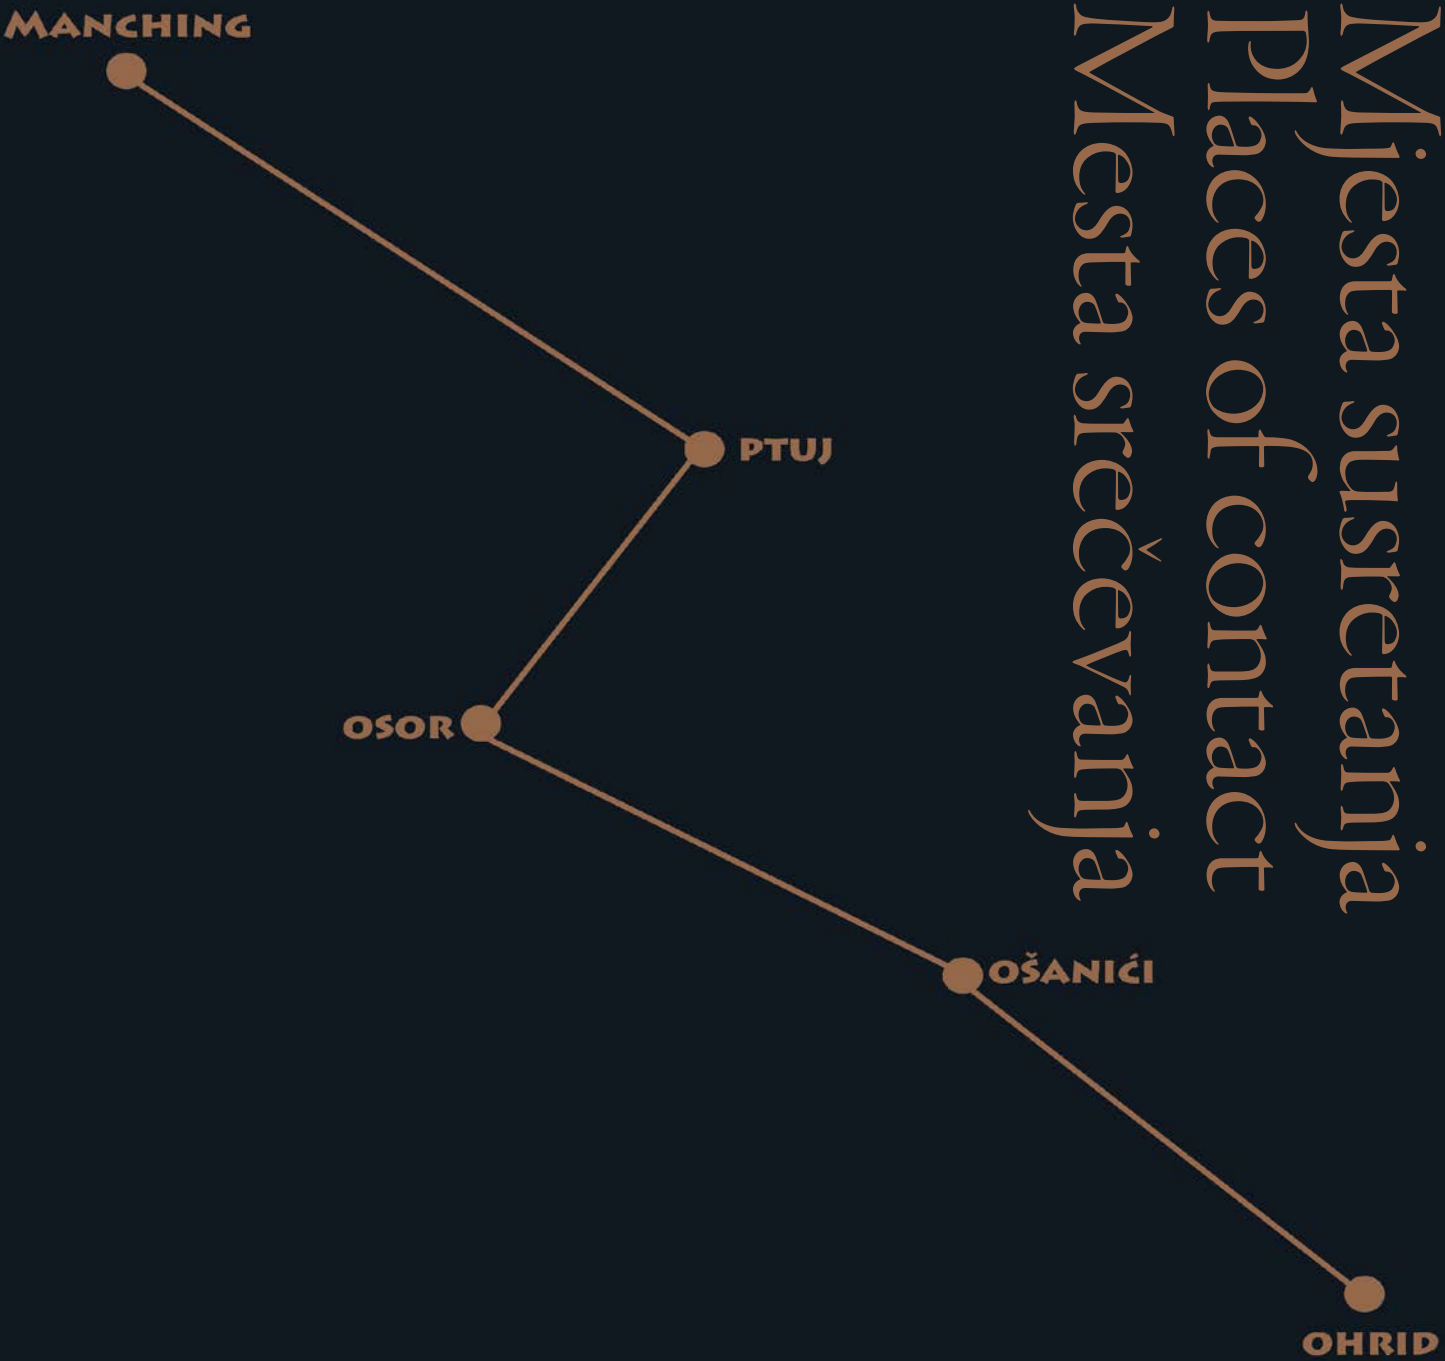 MANCHING
PTUJ
OSOR
OŠANIĆI
OHRID
Mjesta susretanja
Places of contact
Mesta srečevanja